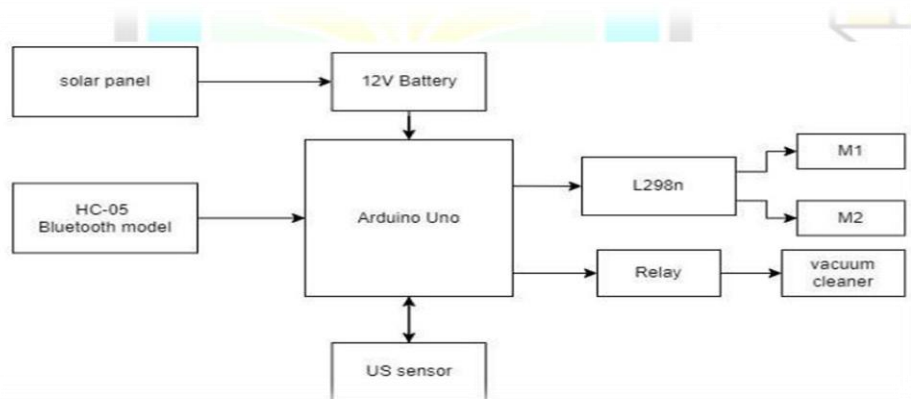 solar panel
12V Battery
M1
L298n
HC-05
Bluetooth model
Arduino Uno
M2
Relay
vacuum
cleaner
US sensor